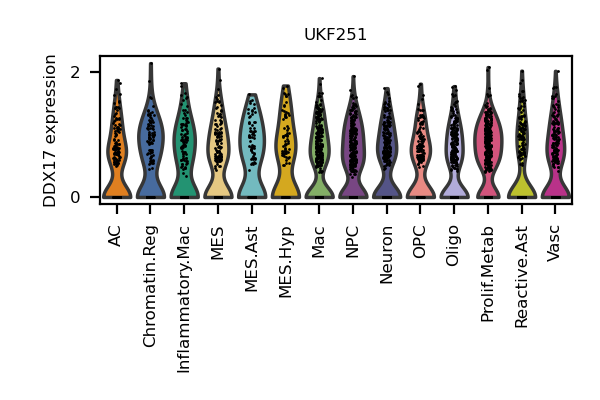 UKF251
DDX17 expression
2
0
AC
Chromatin.Reg
Inflammatory.Mac
MES
MES.Ast
MES.Hyp
Mac
NPC
Neuron
OPC
Oligo
Prolif.Metab
Reactive.Ast
Vasc